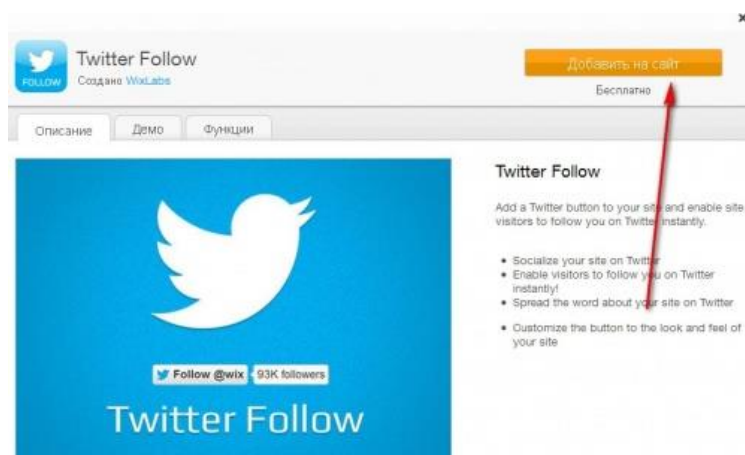 Twitter Follow
Создано WixLabs
FOLLOW
Добавить на сайт
Бесплатно
Описание
Демо
Функции
Follow @wix
93K followers
Twitter Follow
Twitter Follow
Add a Twitter button to your site and enable site
visitors to follow you on Twitter instantly.
Socialize your site on Twitter
Enable visitors to follow you on Twitter
instantly!
Spread the word about your site on Twitter
Customize the button to the look and feel of
your site